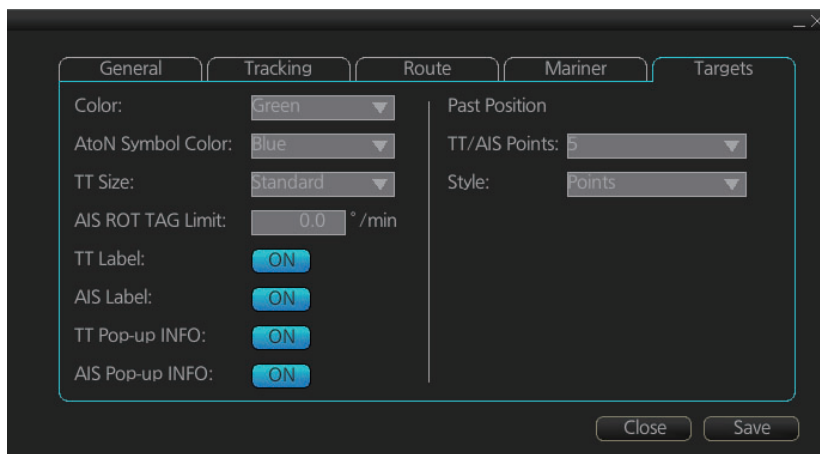 General Tracking Route Mariner Targets
Color: Green
AtoN Symbol Color: Blue
TT Size: Standard
AIS ROT TAG Limit: 0.0 °/min
TT Label: ON
AIS Label: ON
TT Pop-up INFO: ON
AIS Pop-up INFO: ON
Past Position
TT/AIS Points: 5
Style: Points
Close Save